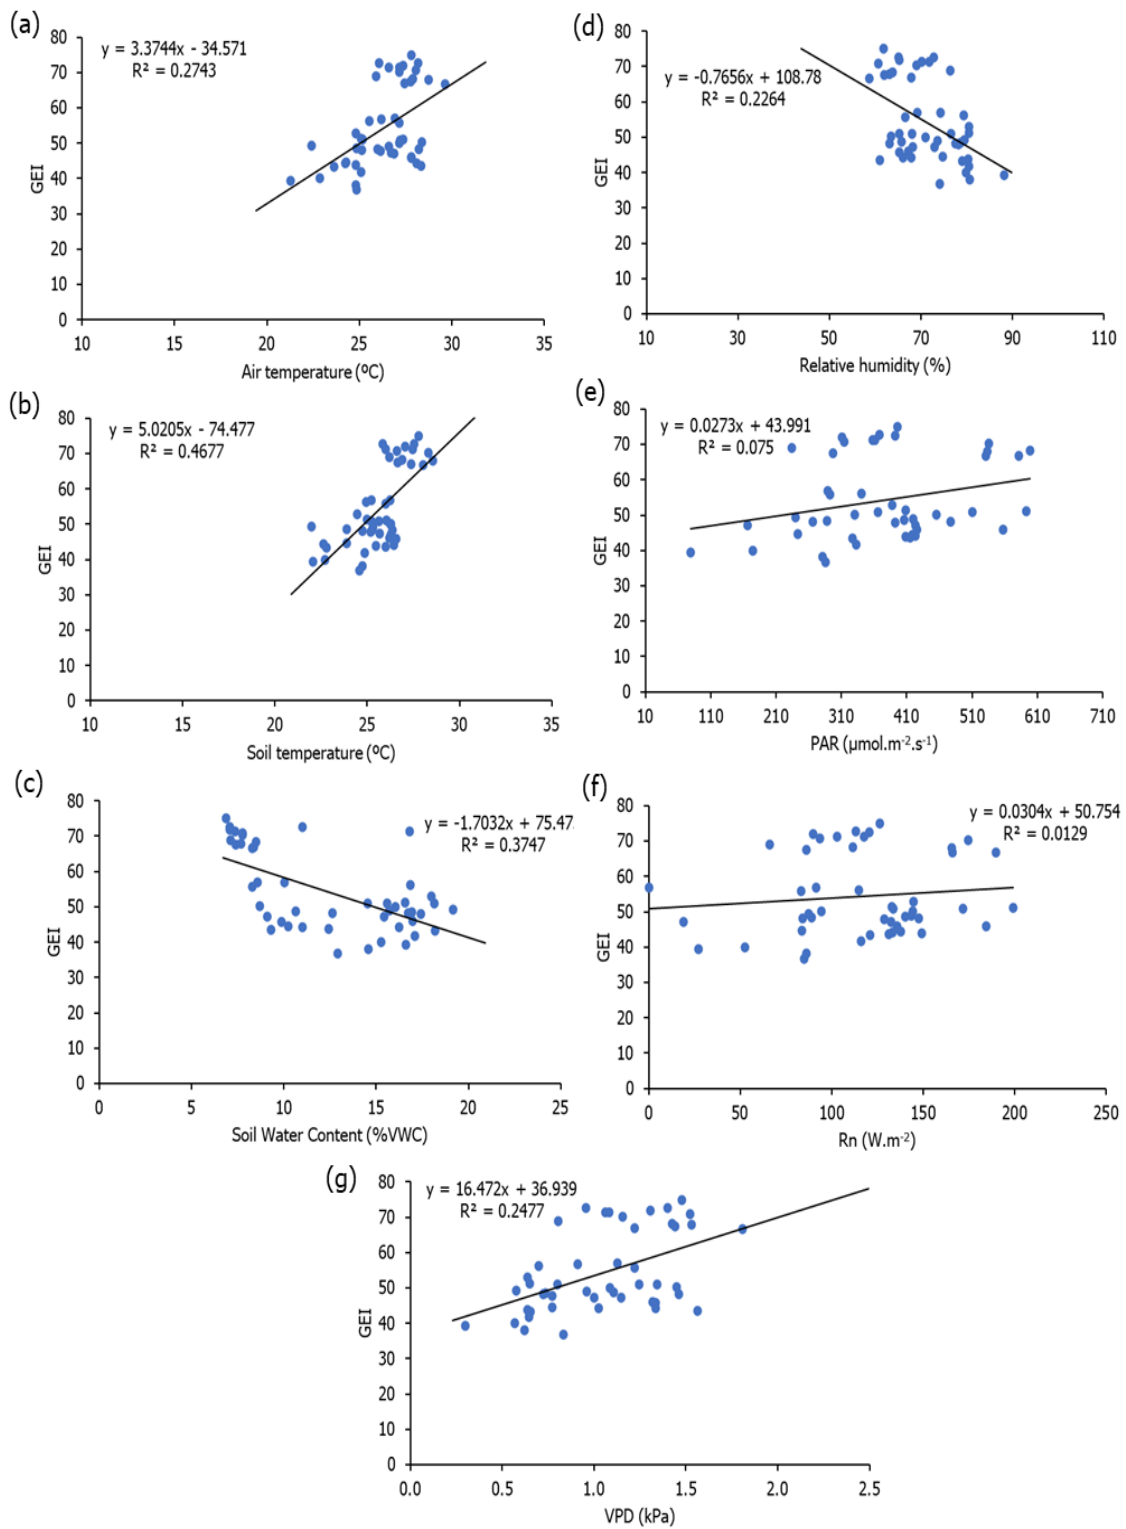 (a)
y = 3.3744x - 34.571
R² = 0.2743
80
70
60
50
40
30
20
10
0
GEI
10 15 20 25 30 35
Air temperature (ºC)
(d)
y = -0.7656x + 108.78
R² = 0.2264
80
70
60
50
40
30
20
10
0
GEI
10 30 50 70 90 110
Relative humidity (%)
(b)
y = 5.0205x - 74.477
R² = 0.4677
80
70
60
50
40
30
20
10
0
GEI
10 15 20 25 30 35
Soil temperature (ºC)
(e)
y = 0.0273x + 43.991
R² = 0.075
80
70
60
50
40
30
20
10
0
GEI
10 110 210 310 410 510 610 710
PAR (µmol.m⁻².s⁻¹)
(c)
y = -1.7032x + 75.47
R² = 0.3747
80
70
60
50
40
30
20
10
0
GEI
0 5 10 15 20 25
Soil Water Content (%VWC)
(f)
y = 0.0304x + 50.754
R² = 0.0129
80
70
60
50
40
30
20
10
0
GEI
0 50 100 150 200 250
Rn (W.m⁻²)
(g)
y = 16.472x + 36.939
R² = 0.2477
80
70
60
50
40
30
20
10
0
GEI
0.0 0.5 1.0 1.5 2.0 2.5
VPD (kPa)